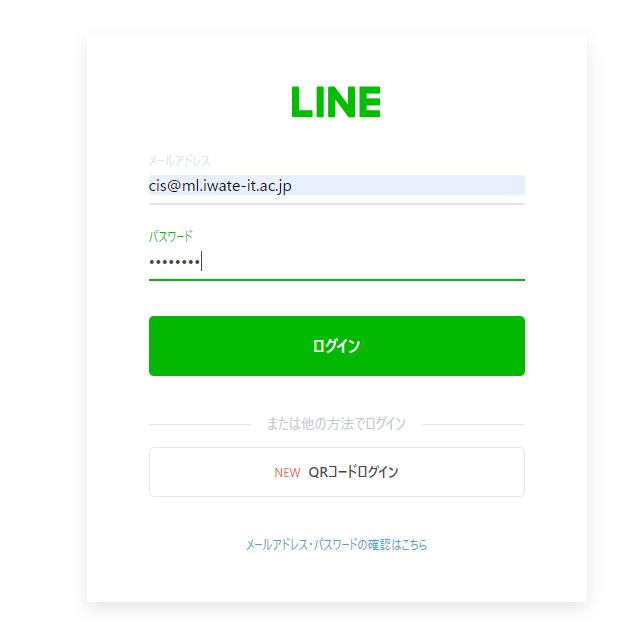 LINE
メールアドレス
cis@ml.iwate-it.ac.jp
パスワード
••••••••
ログイン
または他の方法でログイン
NEW QRコードログイン
メールアドレス・パスワードの確認はこちら